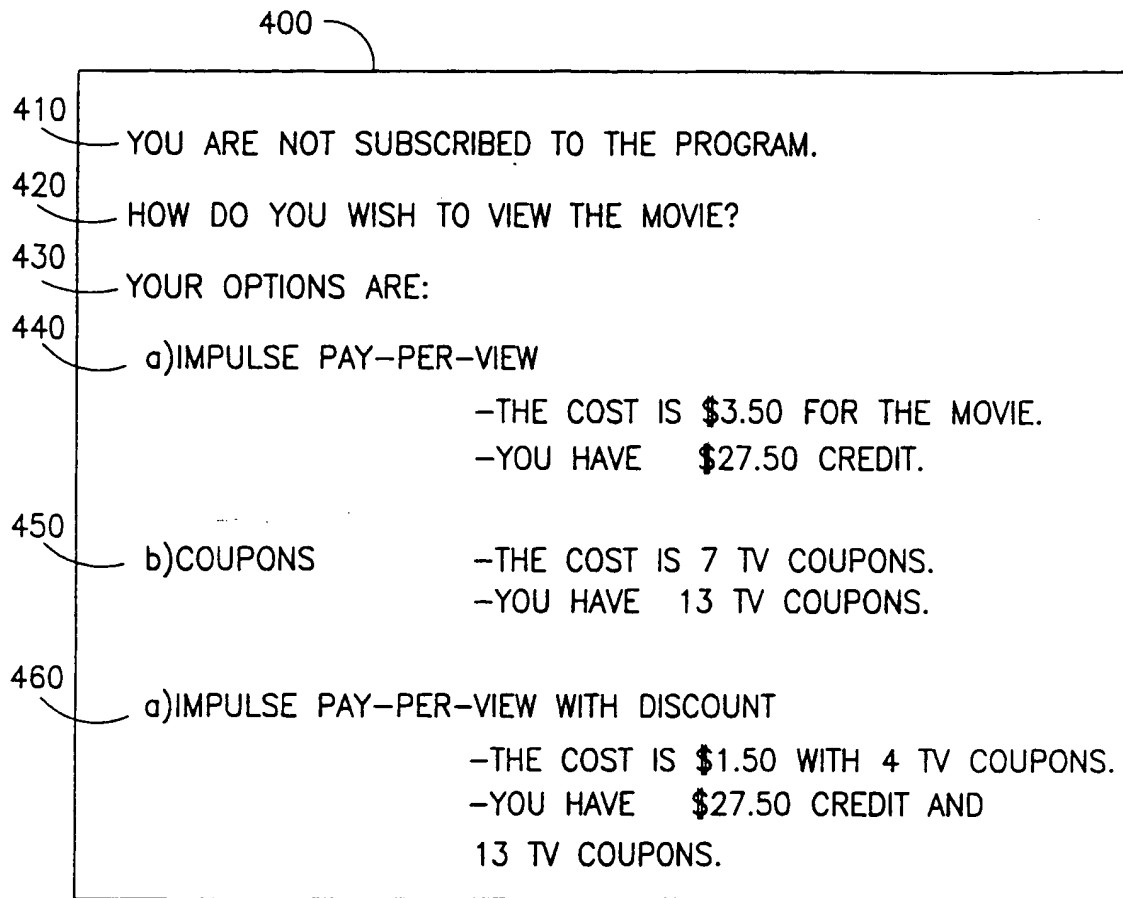 400
410
YOU ARE NOT SUBSCRIBED TO THE PROGRAM.
420
HOW DO YOU WISH TO VIEW THE MOVIE?
430
YOUR OPTIONS ARE:
440
a)IMPULSE PAY-PER-VIEW
-THE COST IS $3.50 FOR THE MOVIE.
-YOU HAVE $27.50 CREDIT.
450
b)COUPONS -THE COST IS 7 TV COUPONS.
-YOU HAVE 13 TV COUPONS.
460
a)IMPULSE PAY-PER-VIEW WITH DISCOUNT
-THE COST IS $1.50 WITH 4 TV COUPONS.
-YOU HAVE $27.50 CREDIT AND
13 TV COUPONS.